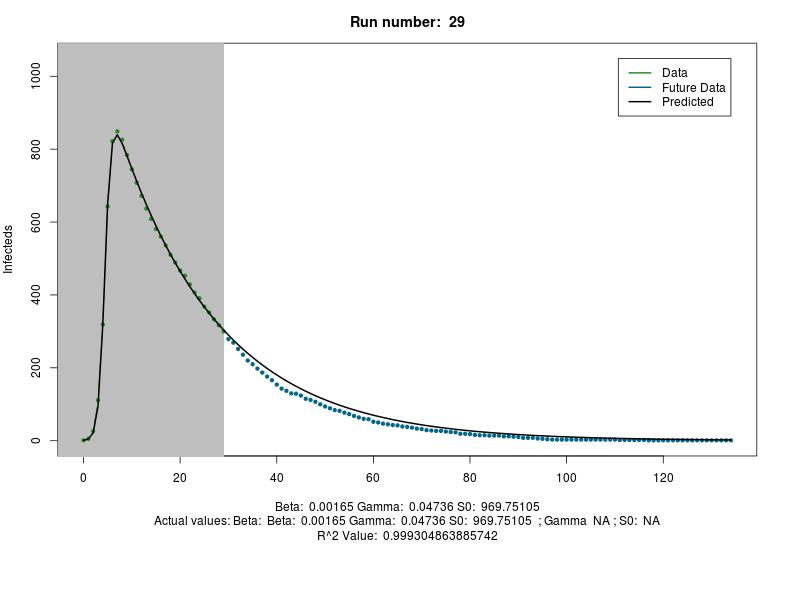 Run number: 29
Infecteds
1000
800
600
400
200
0
Data
Future Data
Predicted
0 20 40 60 80 100 120
Beta: 0.00165 Gamma: 0.04736 S0: 969.75105
Actual values: Beta: Beta: 0.00165 Gamma: 0.04736 S0: 969.75105 ; Gamma NA ; S0: NA
R^2 Value: 0.999304863885742